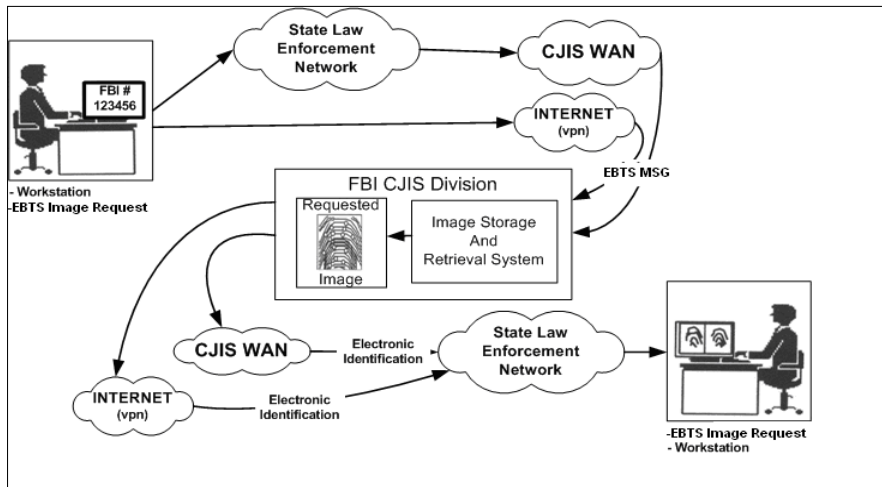 State Law
Enforcement
Network
CJIS WAN
FBI #
123456
INTERNET
(vpn)
EBTS MSG
- Workstation
-EBTS Image Request
FBI CJIS Division
Requested
Image
Image Storage
And
Retrieval System
CJIS WAN
Electronic
Identification
State Law
Enforcement
Network
INTERNET
(vpn)
Electronic
Identification
-EBTS Image Request
- Workstation